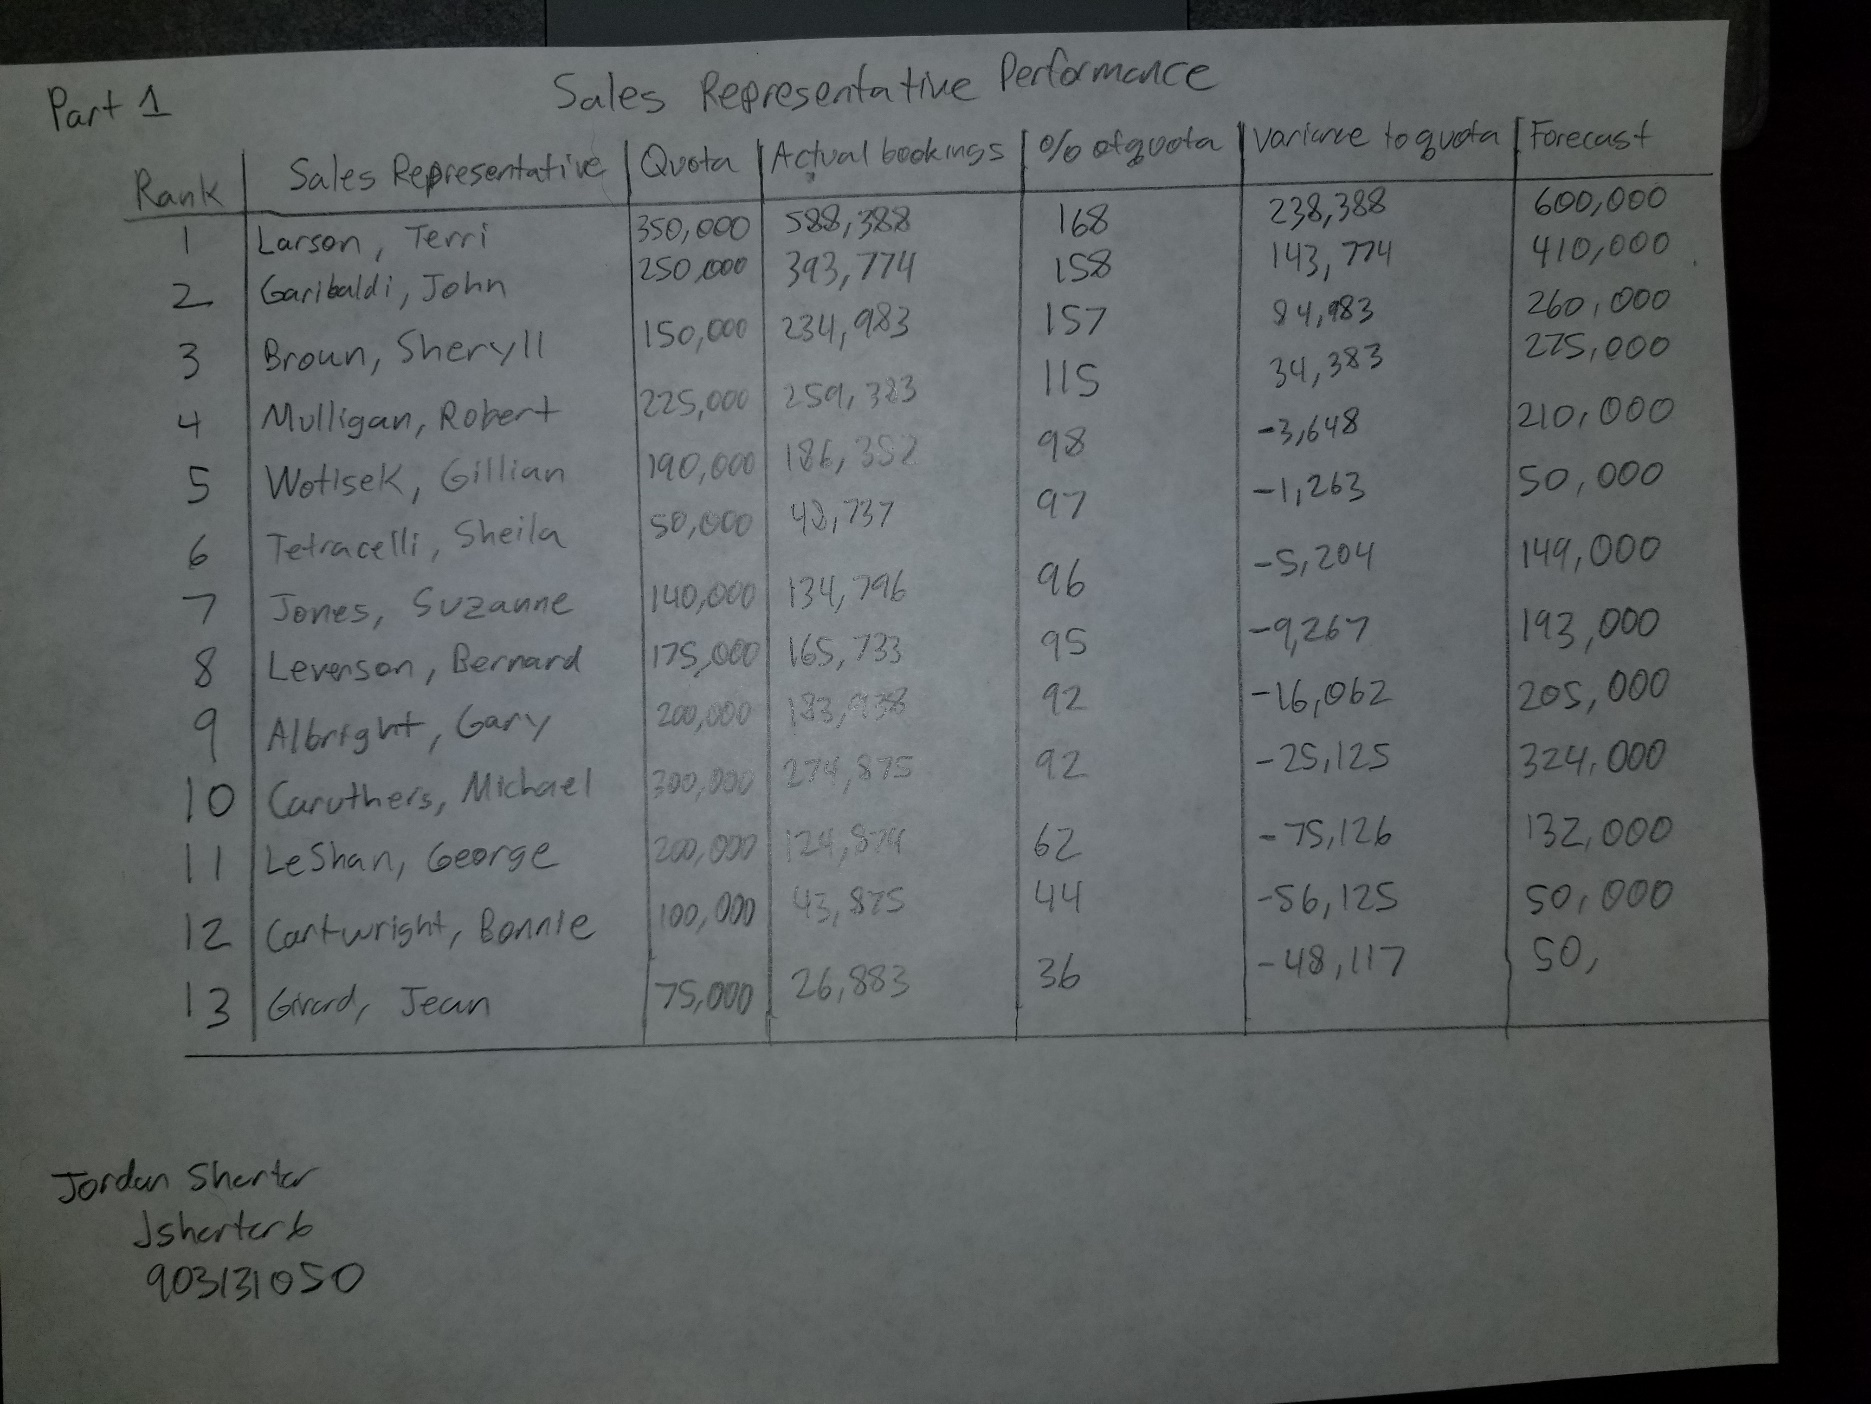 Part 1
Sales Representative Performance
Rank Sales Representative Quota Actual bookings % of quota Variance to quota Forecast
1 Larson, Terri 350,000 588,388 168 238,388 600,000
2 Garibaldi, John 250,000 393,774 158 143,774 410,000
3 Broun, Sheryll 150,000 234,983 157 84,983 260,000
4 Mulligan, Robert 225,000 259,383 115 34,383 275,000
5 Wotisek, Gillian 190,000 186,352 98 -3,648 210,000
6 Tetracelli, Sheila 50,000 48,737 97 -1,263 50,000
7 Jones, Suzanne 140,000 134,796 96 -5,204 149,000
8 Levenson, Bernard 175,000 165,733 95 -9,267 193,000
9 Albright, Gary 200,000 183,938 92 -16,062 205,000
10 Caruthers, Michael 300,000 274,875 92 -25,125 324,000
11 LeShan, George 200,000 124,874 62 -75,126 132,000
12 Cartwright, Bonnie 100,000 43,875 44 -56,125 50,000
13 Girard, Jean 75,000 26,883 36 -48,117 50,
Jordan Sherter
Jsherter6
903131050